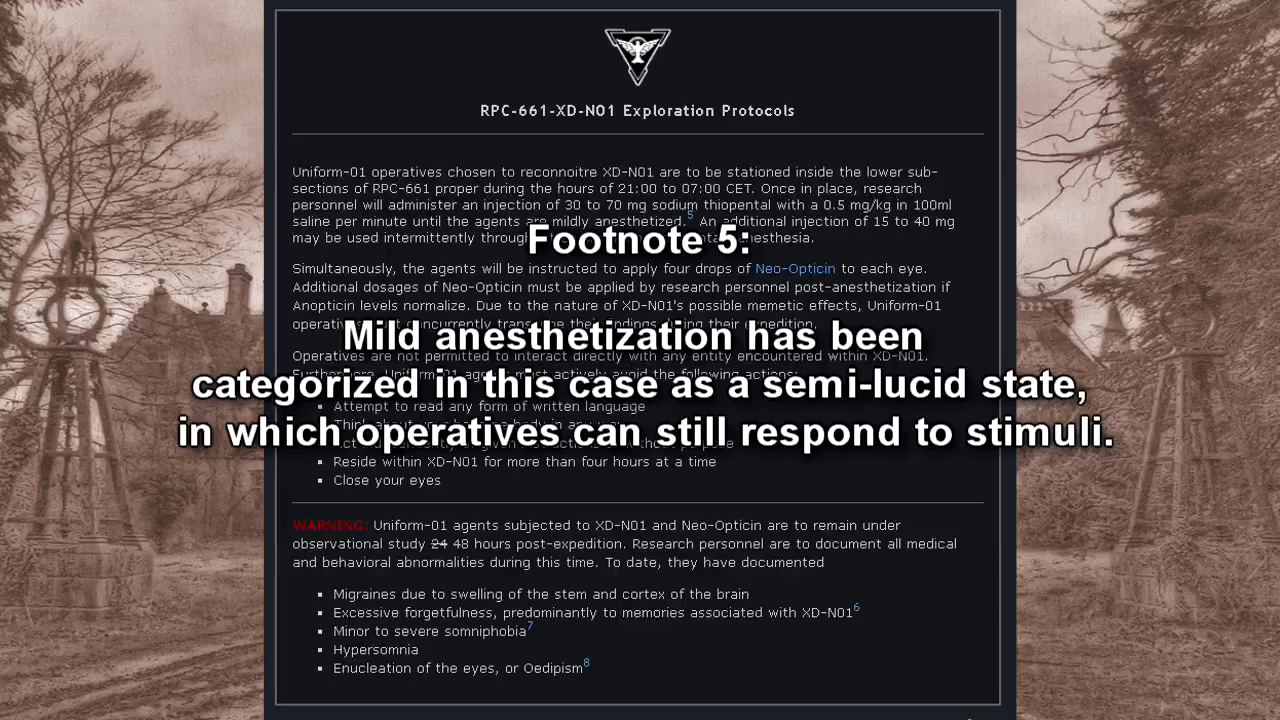 RPC-661-XD-N01 Exploration Protocols
Uniform-01 operatives chosen to reconnoitre XD-N01 are to be stationed inside the lower sub-
sections of RPC-661 proper during the hours of 21:00 to 07:00 CET. Once in place, research
personnel will administer an injection of 30 to 70 mg sodium thiopental with a 0.5 mg/kg in 100ml
saline per minute until the agents are mildly anesthetized.5 An additional injection of 15 to 40 mg
may be used intermittently
Footnote 5:
Simultaneously, the agents will be instructed to apply four drops of Neo-Opticin to each eye.
Additional dosages of Neo-Opticin must be applied by research personnel post-anesthetization if
Anopticin levels normalize. Due to the nature of XD-N01's possible memetic effects, Uniform-01
their expedition.
Mild anesthetization has been
Operatives are not permitted to interact directly with any entity encountered within XD-N01.
categorized in this case as a semi-lucid state,
Attempt to read any form of written language
in which operatives can still respond to stimuli.
Reside within XD-N01 for more than four hours at a time
Close your eyes
WARNING: Uniform-01 agents subjected to XD-N01 and Neo-Opticin are to remain under
observational study 24 48 hours post-expedition. Research personnel are to document all medical
and behavioral abnormalities during this time. To date, they have documented
Migraines due to swelling of the stem and cortex of the brain
Excessive forgetfulness, predominantly to memories associated with XD-N016
Minor to severe somniphobia7
Hypersomnia
Enucleation of the eyes, or Oedipism8